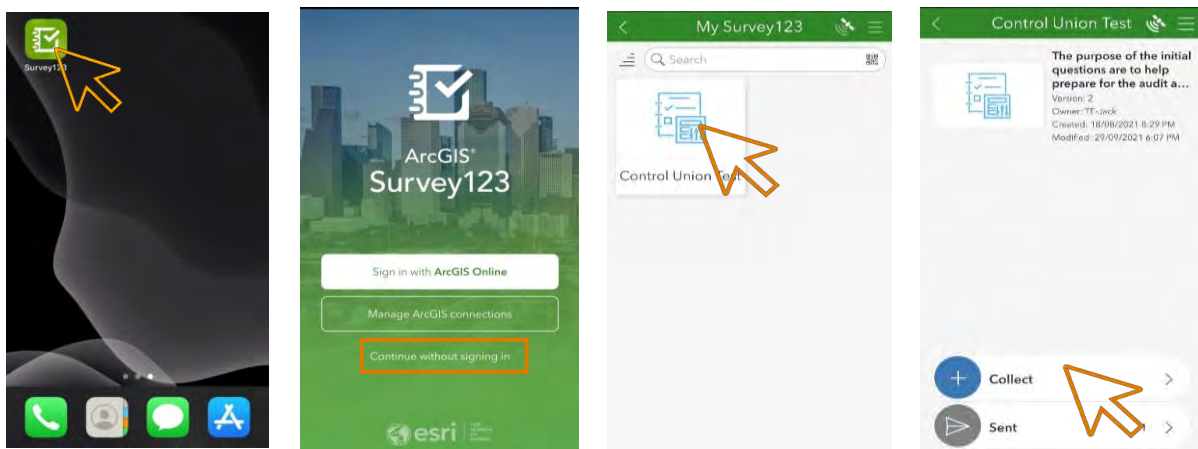 Survey123
ArcGIS®
Survey123
Sign in with ArcGIS Online
Manage ArcGIS connections
Continue without signing in
esri
My Survey123
Search
Control Union Test
Control Union Test
The purpose of the initial
questions are to help
prepare for the audit a...
Version: 2
Owner: TF-Jack
Created: 18/08/2021 8:29 PM
Modified: 29/09/2021 6:07 PM
Collect
Sent